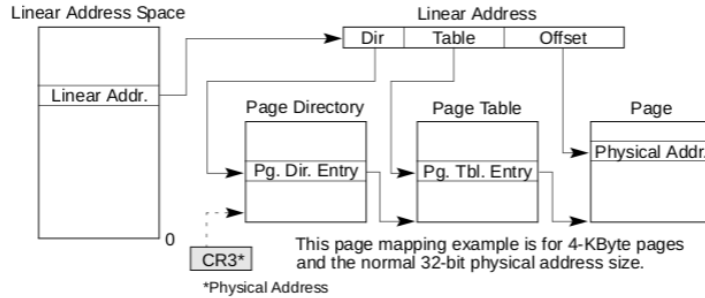 Linear Address Space
Linear Address
Dir Table Offset
Linear Addr.
Page Directory
Page Table
Page
Physical Addr.
Pg. Dir. Entry
Pg. Tbl. Entry
0
CR3*
This page mapping example is for 4-KByte pages
and the normal 32-bit physical address size.
*Physical Address